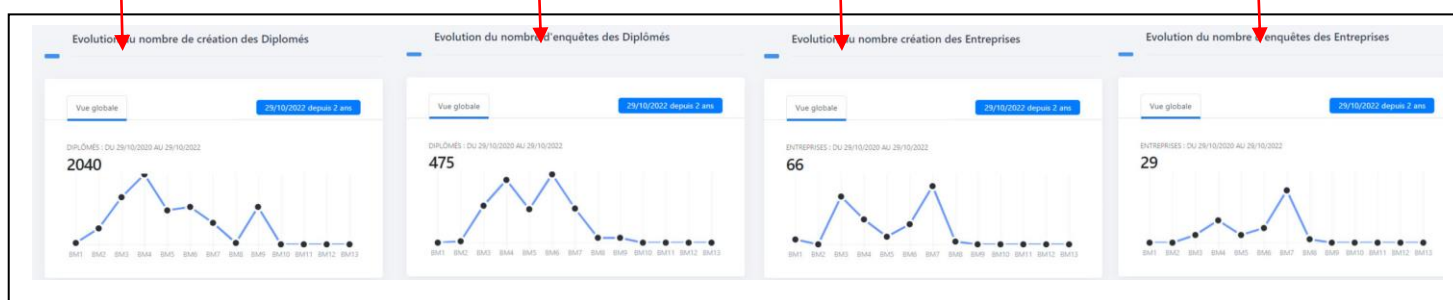 Evolution du nombre de création des Diplomés
Vue globale
29/10/2022 depuis 2 ans
DIPLÔMÉS : DU 29/10/2020 AU 29/10/2022
2040
BM1 BM2 BM3 BM4 BM5 BM6 BM7 BM8 BM9 BM10 BM11 BM12 BM13
Evolution du nombre d'enquêtes des Diplômés
Vue globale
29/10/2022 depuis 2 ans
DIPLÔMÉS : DU 29/10/2020 AU 29/10/2022
475
BM1 BM2 BM3 BM4 BM5 BM6 BM7 BM8 BM9 BM10 BM11 BM12 BM13
Evolution du nombre création des Entreprises
Vue globale
29/10/2022 depuis 2 ans
ENTREPRISES : DU 29/10/2020 AU 29/10/2022
66
BM1 BM2 BM3 BM4 BM5 BM6 BM7 BM8 BM9 BM10 BM11 BM12 BM13
Evolution du nombre d'enquêtes des Entreprises
Vue globale
29/10/2022 depuis 2 ans
ENTREPRISES : DU 29/10/2020 AU 29/10/2022
29
BM1 BM2 BM3 BM4 BM5 BM6 BM7 BM8 BM9 BM10 BM11 BM12 BM13